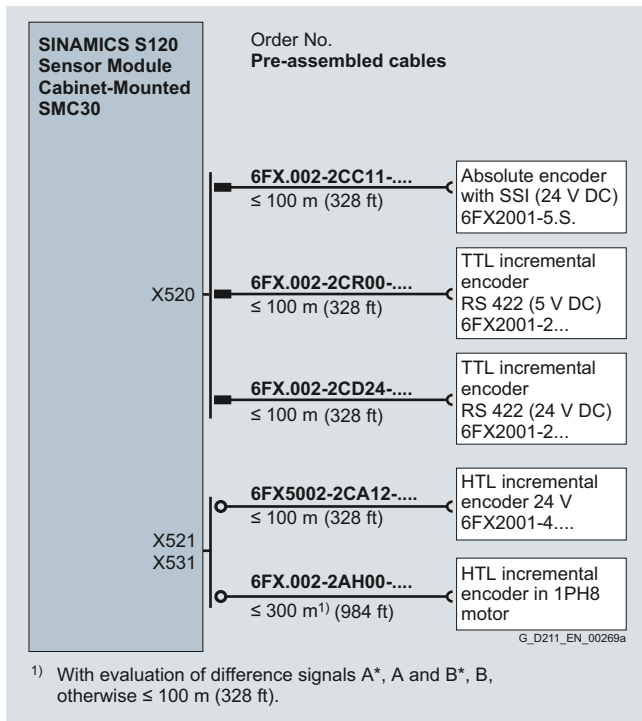 SINAMICS S120
Sensor Module
Cabinet-Mounted
SMC30
Order No.
Pre-assembled cables
X520
6FX.002-2CC11-....
≤ 100 m (328 ft)
Absolute encoder
with SSI (24 V DC)
6FX2001-5.S.
6FX.002-2CR00-....
≤ 100 m (328 ft)
TTL incremental
encoder
RS 422 (5 V DC)
6FX2001-2...
6FX.002-2CD24-....
≤ 100 m (328 ft)
TTL incremental
encoder
RS 422 (24 V DC)
6FX2001-2...
X521
X531
6FX5002-2CA12-....
≤ 100 m (328 ft)
HTL incremental
encoder 24 V
6FX2001-4....
6FX.002-2AH00-....
≤ 300 m1) (984 ft)
HTL incremental
encoder in 1PH8
motor
G_D211_EN_00269a
1) With evaluation of difference signals A*, A and B*, B,
otherwise ≤ 100 m (328 ft).